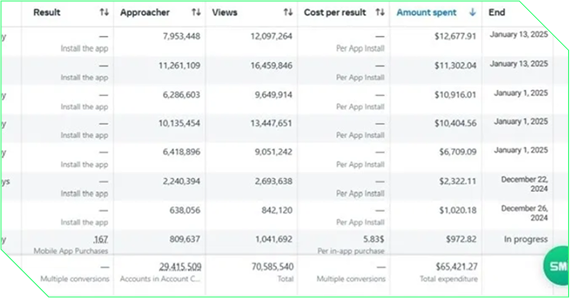 Result Approacher Views Cost per result Amount spent End
y — 7,953,448 12,097,264 — $12,677.91 January 13, 2025
Install the app Per App Install
— 11,261,109 16,459,846 — $11,302.04 January 13, 2025
Install the app Per App Install
y — 6,286,603 9,649,914 — $10,916.01 January 1, 2025
Install the app Per App Install
y — 10,135,454 13,447,651 — $10,404.56 January 1, 2025
Install the app Per App Install
y — 6,418,896 9,051,242 — $6,709.09 January 1, 2025
Install the app Per App Install
ys — 2,240,394 2,693,638 — $2,322.11 December 22,
Install the app Per App Install 2024
— 638,056 842,120 — $1,020.18 December 26,
Install the app Per App Install 2024
y 167 809,637 1,041,692 5.83$ $972.82 In progress
Mobile App Purchases Per in-app purchase
— 29,415,509 70,585,540 — $65,421.27
Multiple conversions Accounts in Account C... Total Multiple conversions Total expenditure
SM